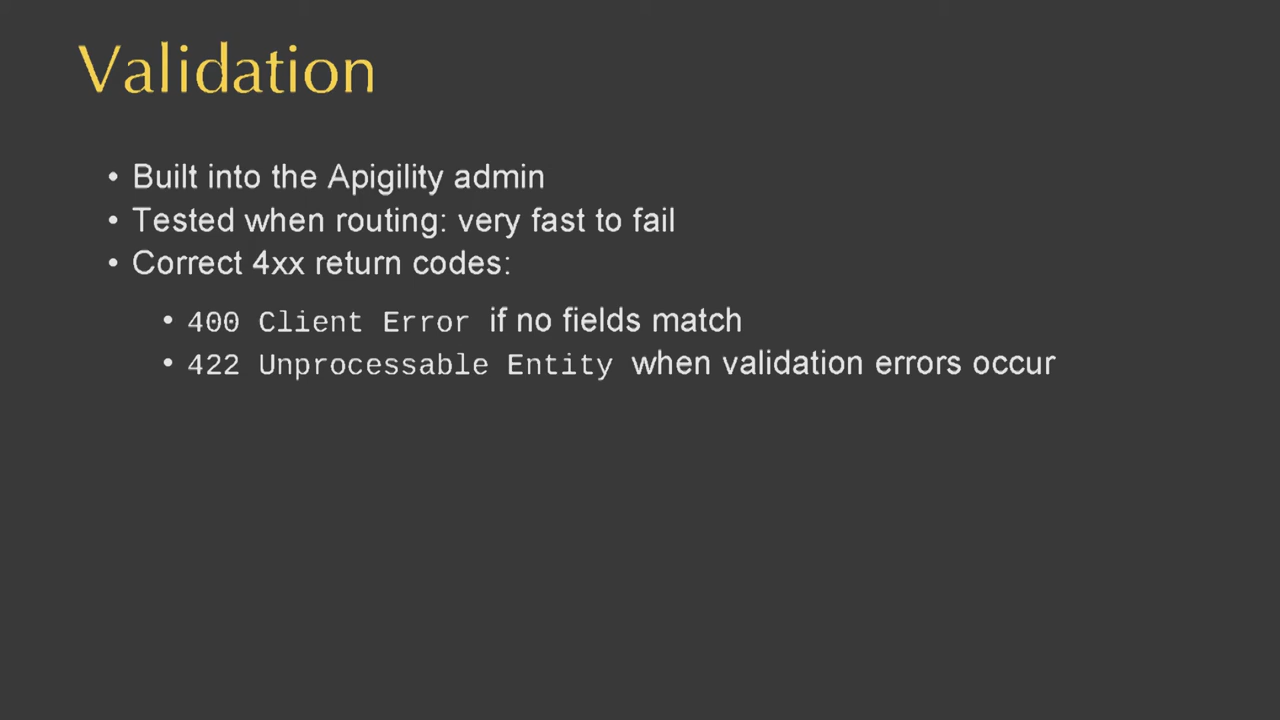 Validation
• Built into the Apigility admin
• Tested when routing: very fast to fail
• Correct 4xx return codes:
• 400 Client Error if no fields match
• 422 Unprocessable Entity when validation errors occur